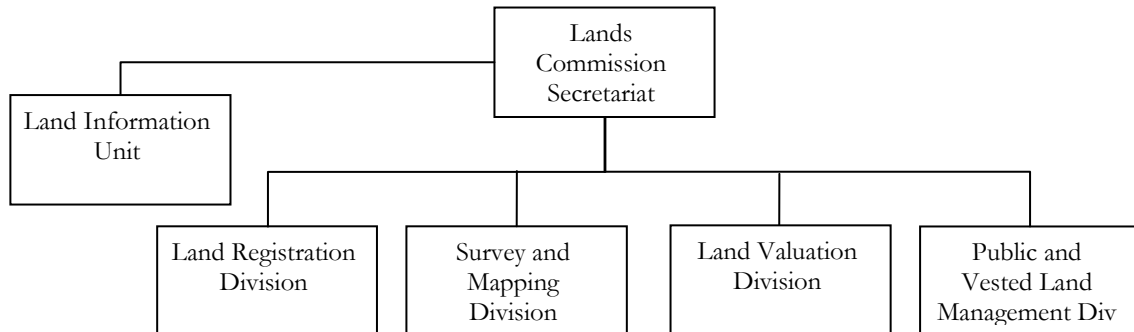 Lands
Commission
Secretariat
Land Information
Unit
Land Registration
Division
Survey and
Mapping
Division
Land Valuation
Division
Public and
Vested Land
Management Div